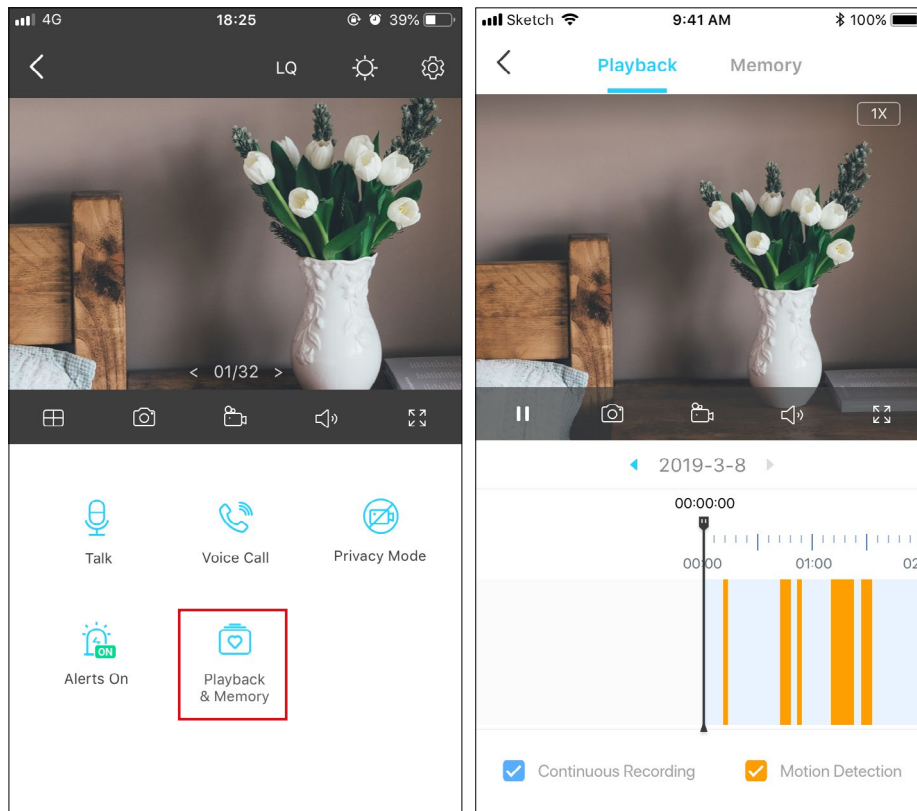 4G 18:25 39%
LQ
< 01/32 >
Talk
Voice Call
Privacy Mode
ON
Alerts On
Playback
& Memory
Sketch 9:41 AM 100%
Playback Memory
1X
2019-3-8
00:00:00
00:00 01:00 02
Continuous Recording
Motion Detection